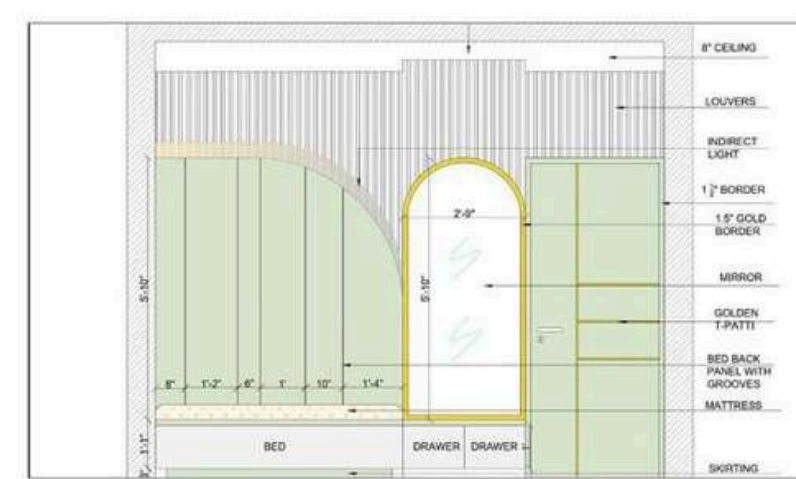 8" CEILING
LOUVERS
INDIRECT
LIGHT
1 ½" BORDER
2'-9"
1.5" GOLD
BORDER
MIRROR
5'-10"
5'-10"
GOLDEN
T-PATTI
BED BACK
PANEL WITH
GROOVES
8" 1'-2" 6" 1' 10" 1'-4"
MATTRESS
1'-1"
BED DRAWER DRAWER
3"
SKIRTING